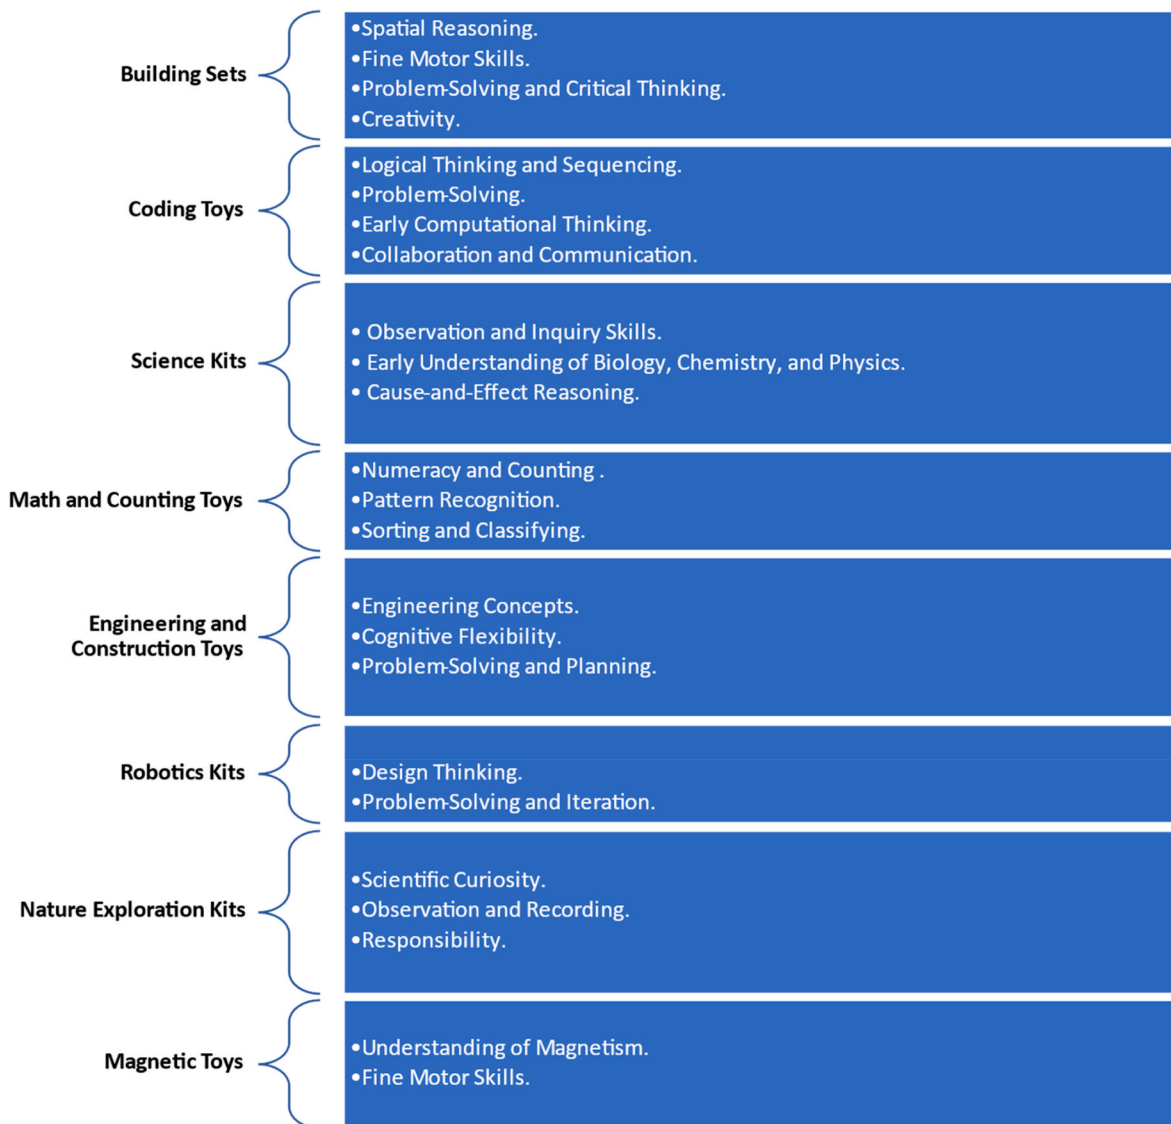 Building Sets
•Spatial Reasoning.
•Fine Motor Skills.
•Problem-Solving and Critical Thinking.
•Creativity.
Coding Toys
•Logical Thinking and Sequencing.
•Problem-Solving.
•Early Computational Thinking.
•Collaboration and Communication.
Science Kits
• Observation and Inquiry Skills.
• Early Understanding of Biology, Chemistry, and Physics.
• Cause-and-Effect Reasoning.
Math and Counting Toys
•Numeracy and Counting .
•Pattern Recognition.
•Sorting and Classifying.
Engineering and
Construction Toys
•Engineering Concepts.
•Cognitive Flexibility.
•Problem-Solving and Planning.
Robotics Kits
•Design Thinking.
•Problem-Solving and Iteration.
Nature Exploration Kits
•Scientific Curiosity.
•Observation and Recording.
•Responsibility.
Magnetic Toys
•Understanding of Magnetism.
•Fine Motor Skills.